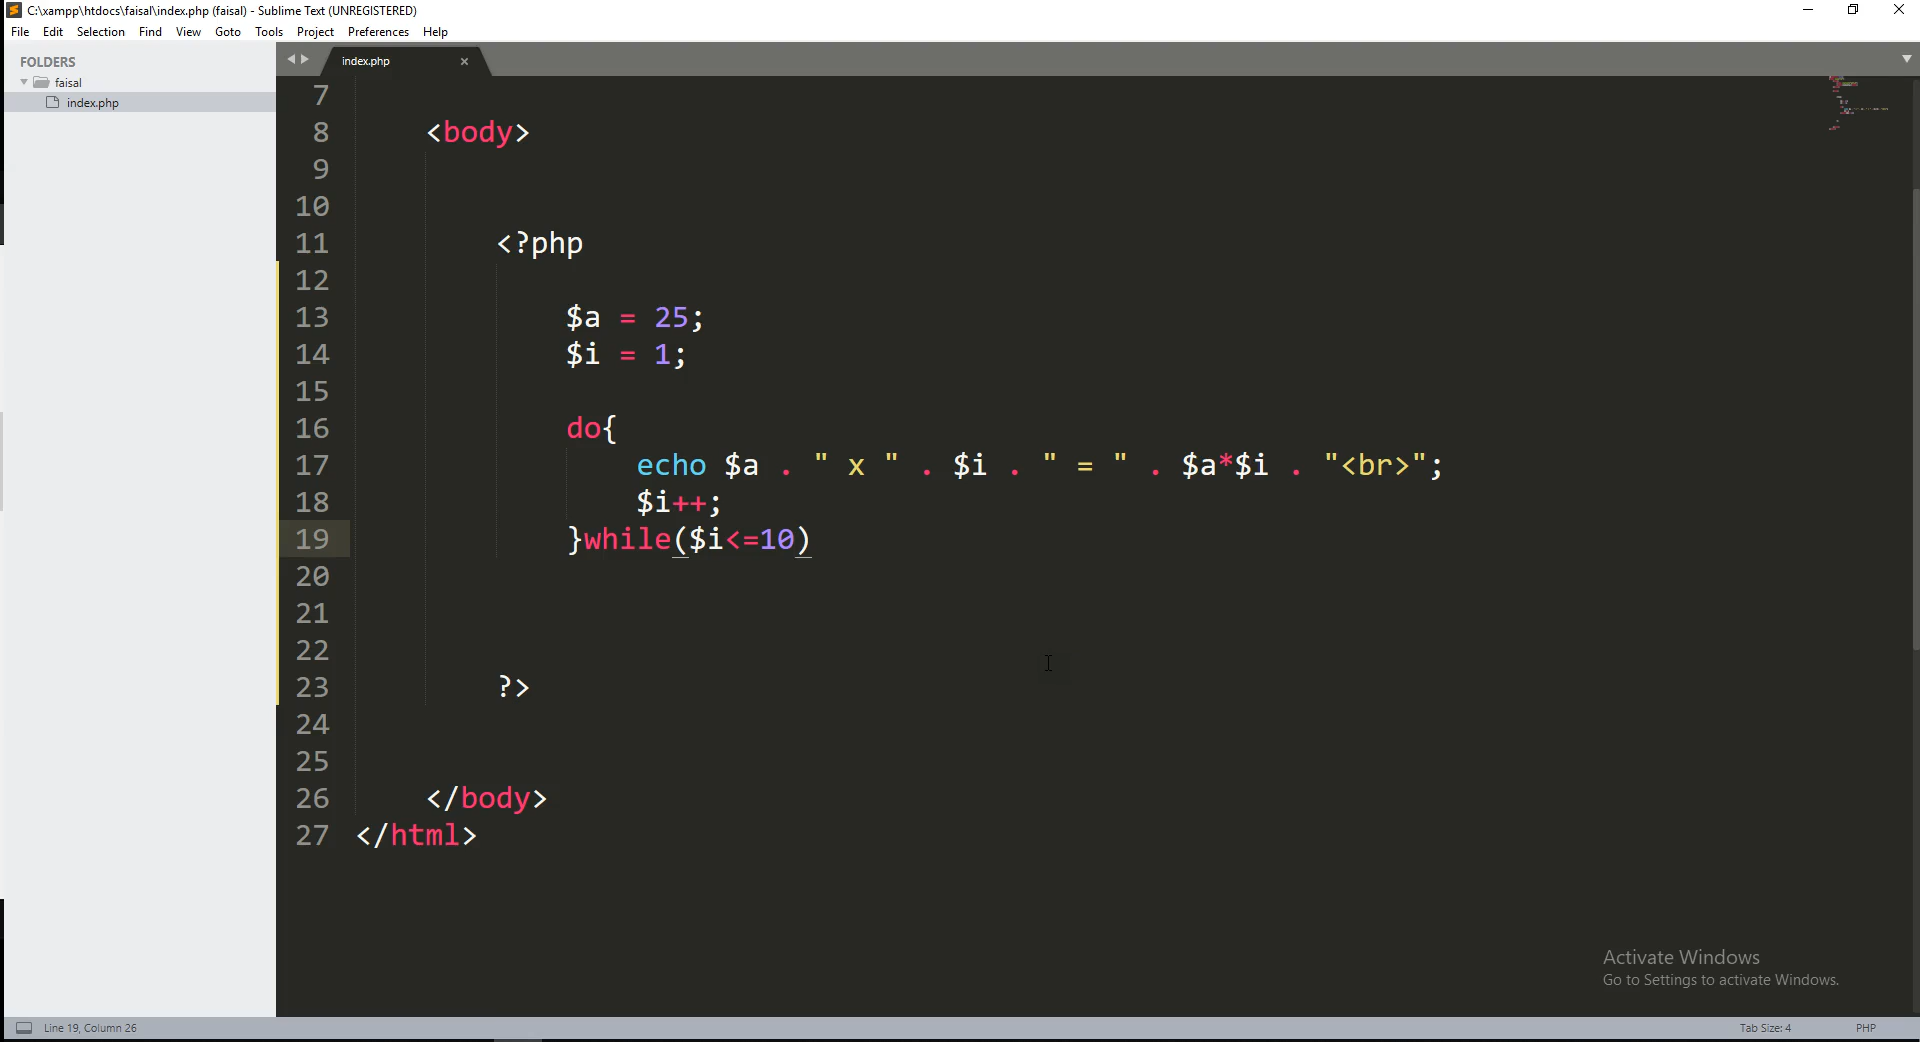 C:\xampp\htdocs\faisal\index.php (faisal) - Sublime Text (UNREGISTERED)
File Edit Selection Find View Goto Tools Project Preferences Help
FOLDERS
faisal
index.php
index.php
7
8 <body>
9
10
11 <?php
12
13 $a = 25;
14 $i = 1;
15
16 do{
17 echo $a . " x " . $i . " = " . $a*$i . "<br>";
18 $i++;
19 }while($i<=10)
20
21
22
23 ?>
24
25
26 </body>
27 </html>
Activate Windows
Go to Settings to activate Windows.
Line 19, Column 26 Tab Size: 4 PHP